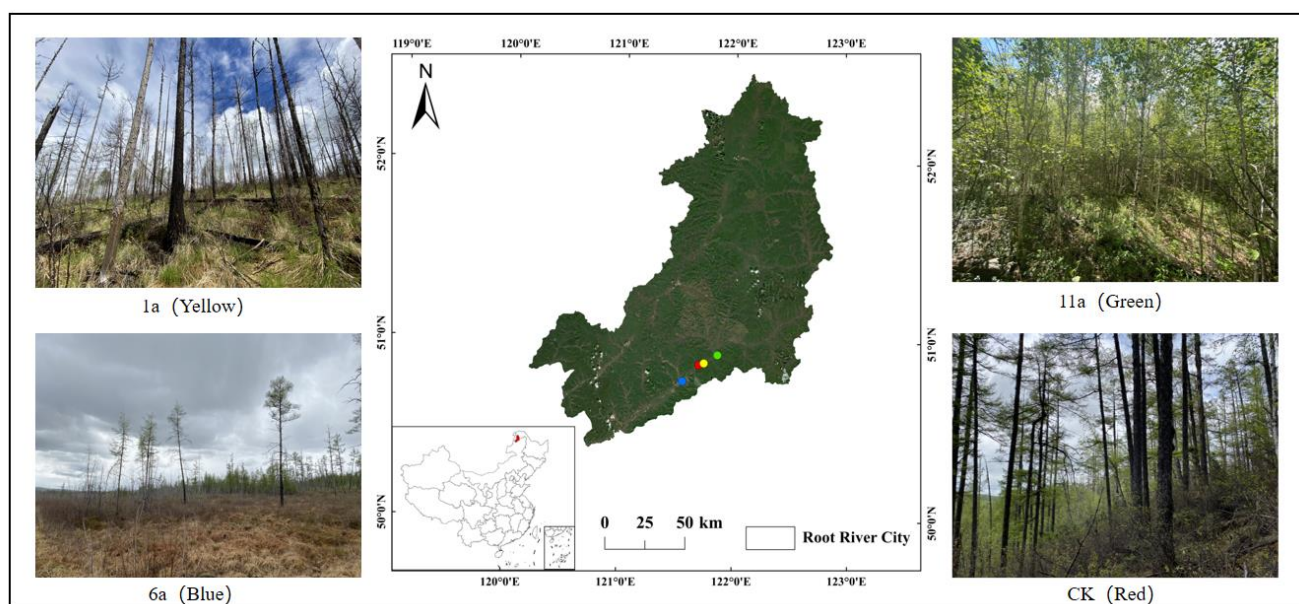 119°0'E 120°0'E 121°0'E 122°0'E 123°0'E
N
52°0'N
52°0'N
1a (Yellow)
11a (Green)
51°0'N
51°0'N
50°0'N
50°0'N
0 25 50 km
Root River City
120°0'E 121°0'E 122°0'E 123°0'E
6a (Blue)
CK (Red)